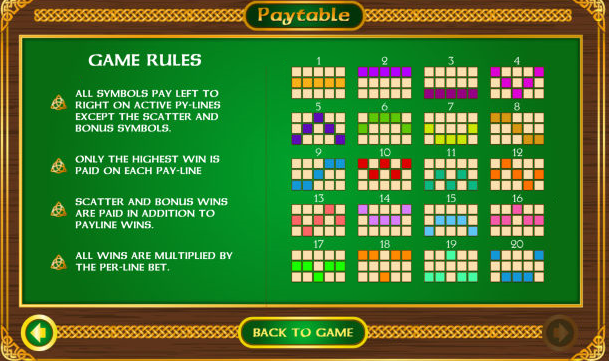 Paytable
GAME RULES
ALL SYMBOLS PAY LEFT TO
RIGHT ON ACTIVE PY-LINES
EXCEPT THE SCATTER AND
BONUS SYMBOLS.
ONLY THE HIGHEST WIN IS
PAID ON EACH PAY-LINE
SCATTER AND BONUS WINS
ARE PAID IN ADDITION TO
PAYLINE WINS.
ALL WINS ARE MULTIPLIED BY
THE PER-LINE BET.
1 2 3 4
5 6 7 8
9 10 11 12
13 14 15 16
17 18 19 20
BACK TO GAME